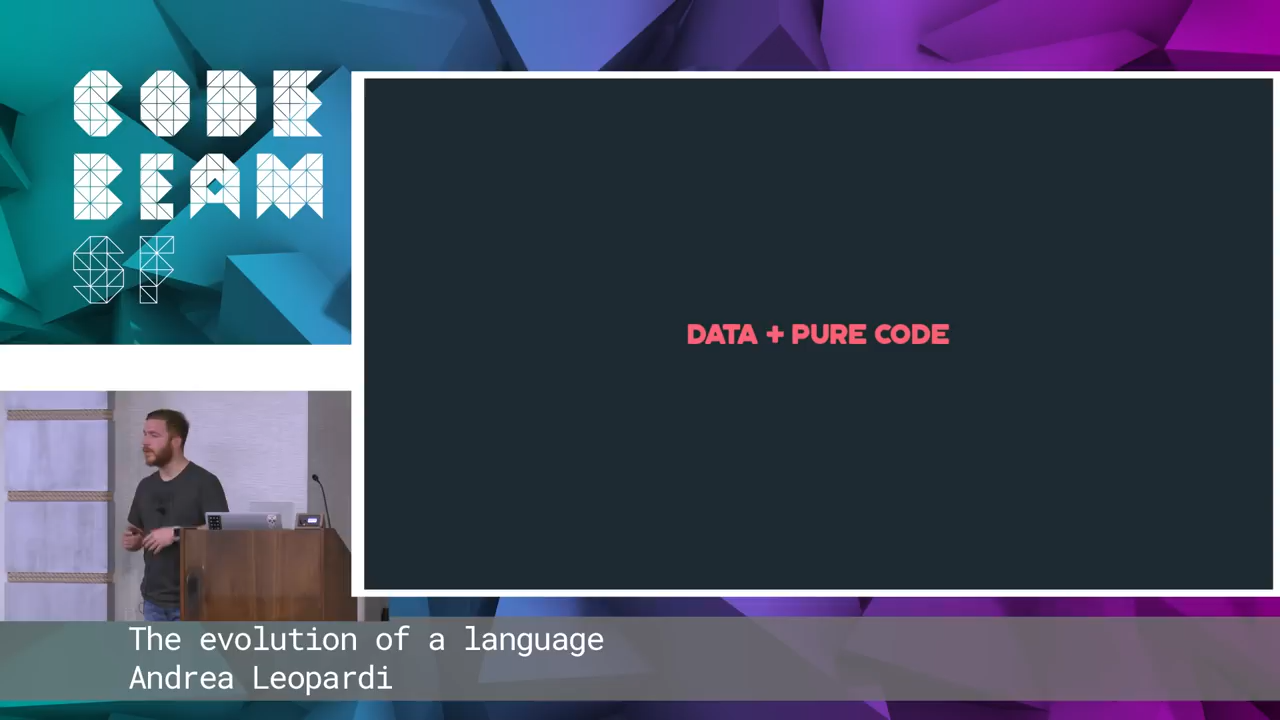 CODE
BEAM
SF
DATA + PURE CODE
The evolution of a language
Andrea Leopardi